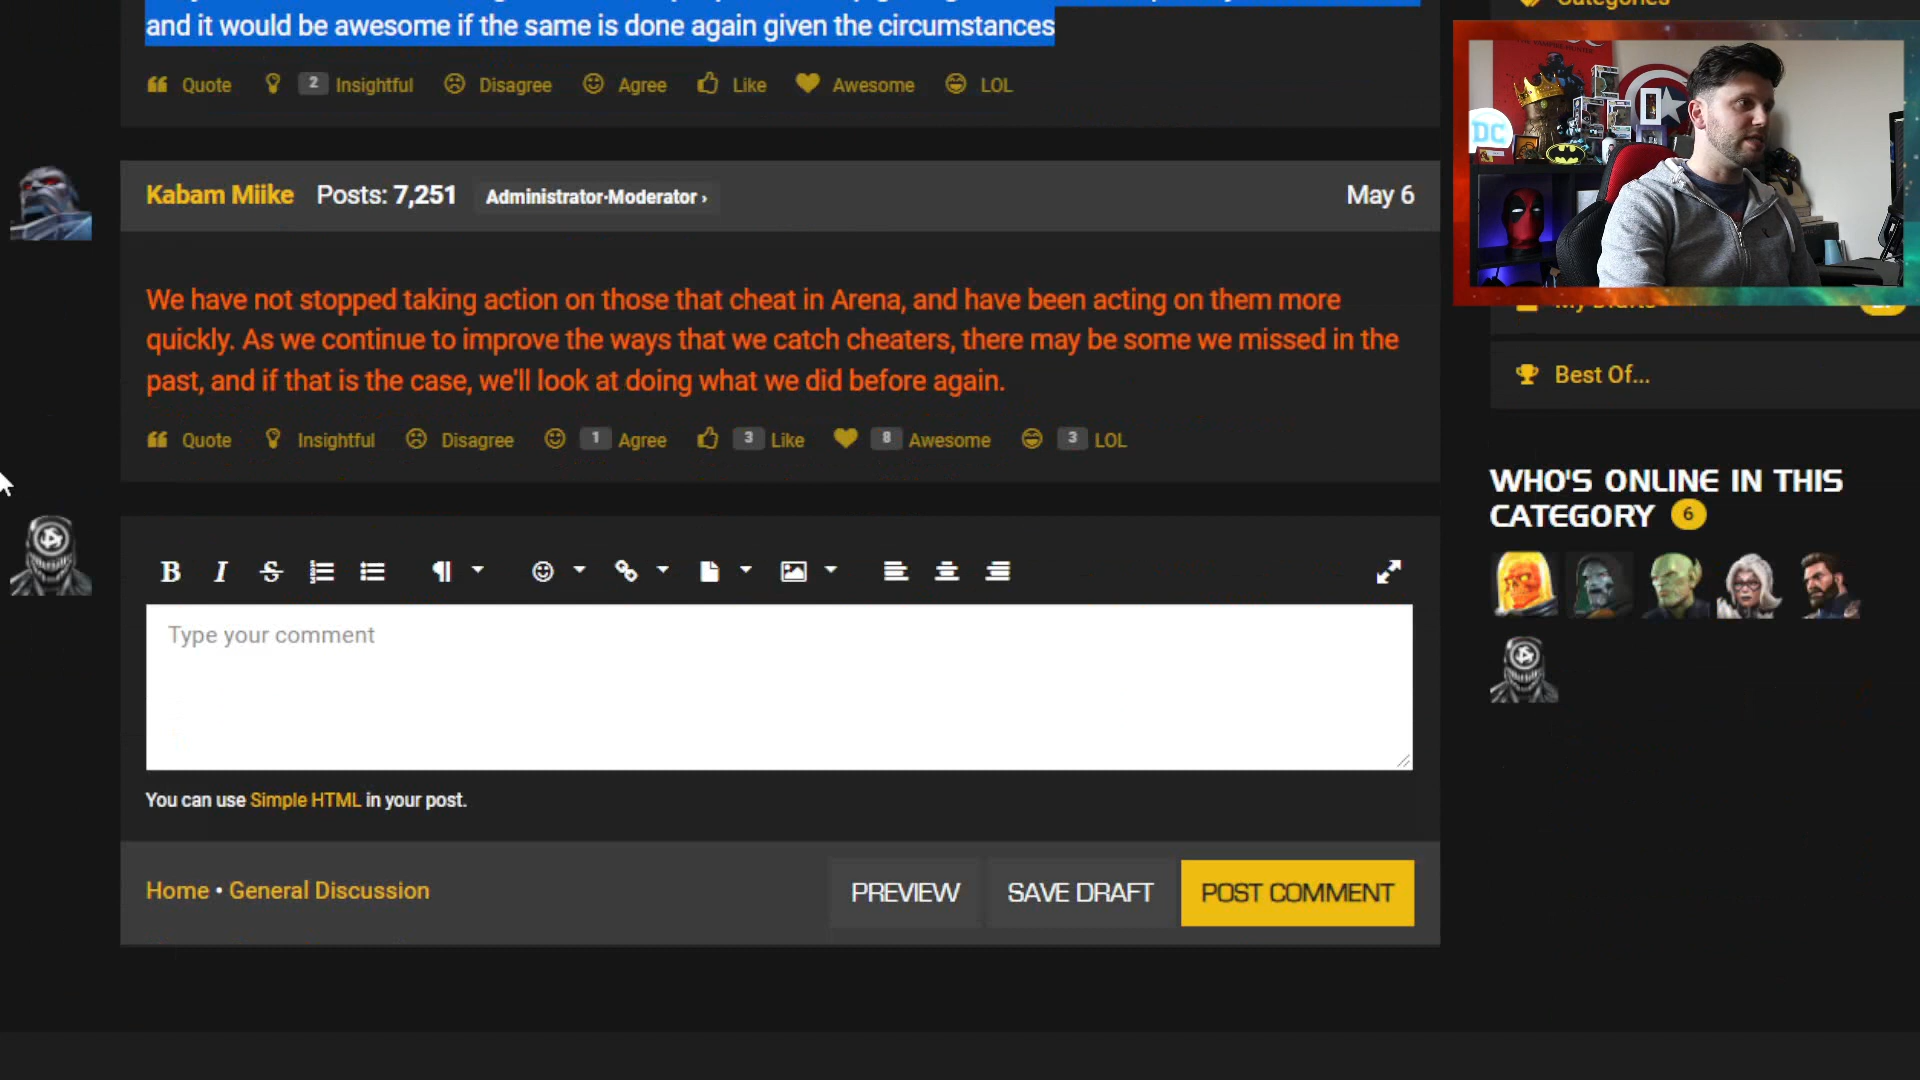 Categories
and it would be awesome if the same is done again given the circumstances
Quote 2 Insightful Disagree Agree Like Awesome LOL
DC
Kabam Miike Posts: 7,251 Administrator·Moderator › May 6
We have not stopped taking action on those that cheat in Arena, and have been acting on them more
quickly. As we continue to improve the ways that we catch cheaters, there may be some we missed in the
past, and if that is the case, we'll look at doing what we did before again.
Quote Insightful Disagree 1 Agree 3 Like 8 Awesome 3 LOL
My Drafts
Best Of...
WHO'S ONLINE IN THIS
CATEGORY 6
B I S
Type your comment
You can use Simple HTML in your post.
Home • General Discussion
PREVIEW SAVE DRAFT POST COMMENT